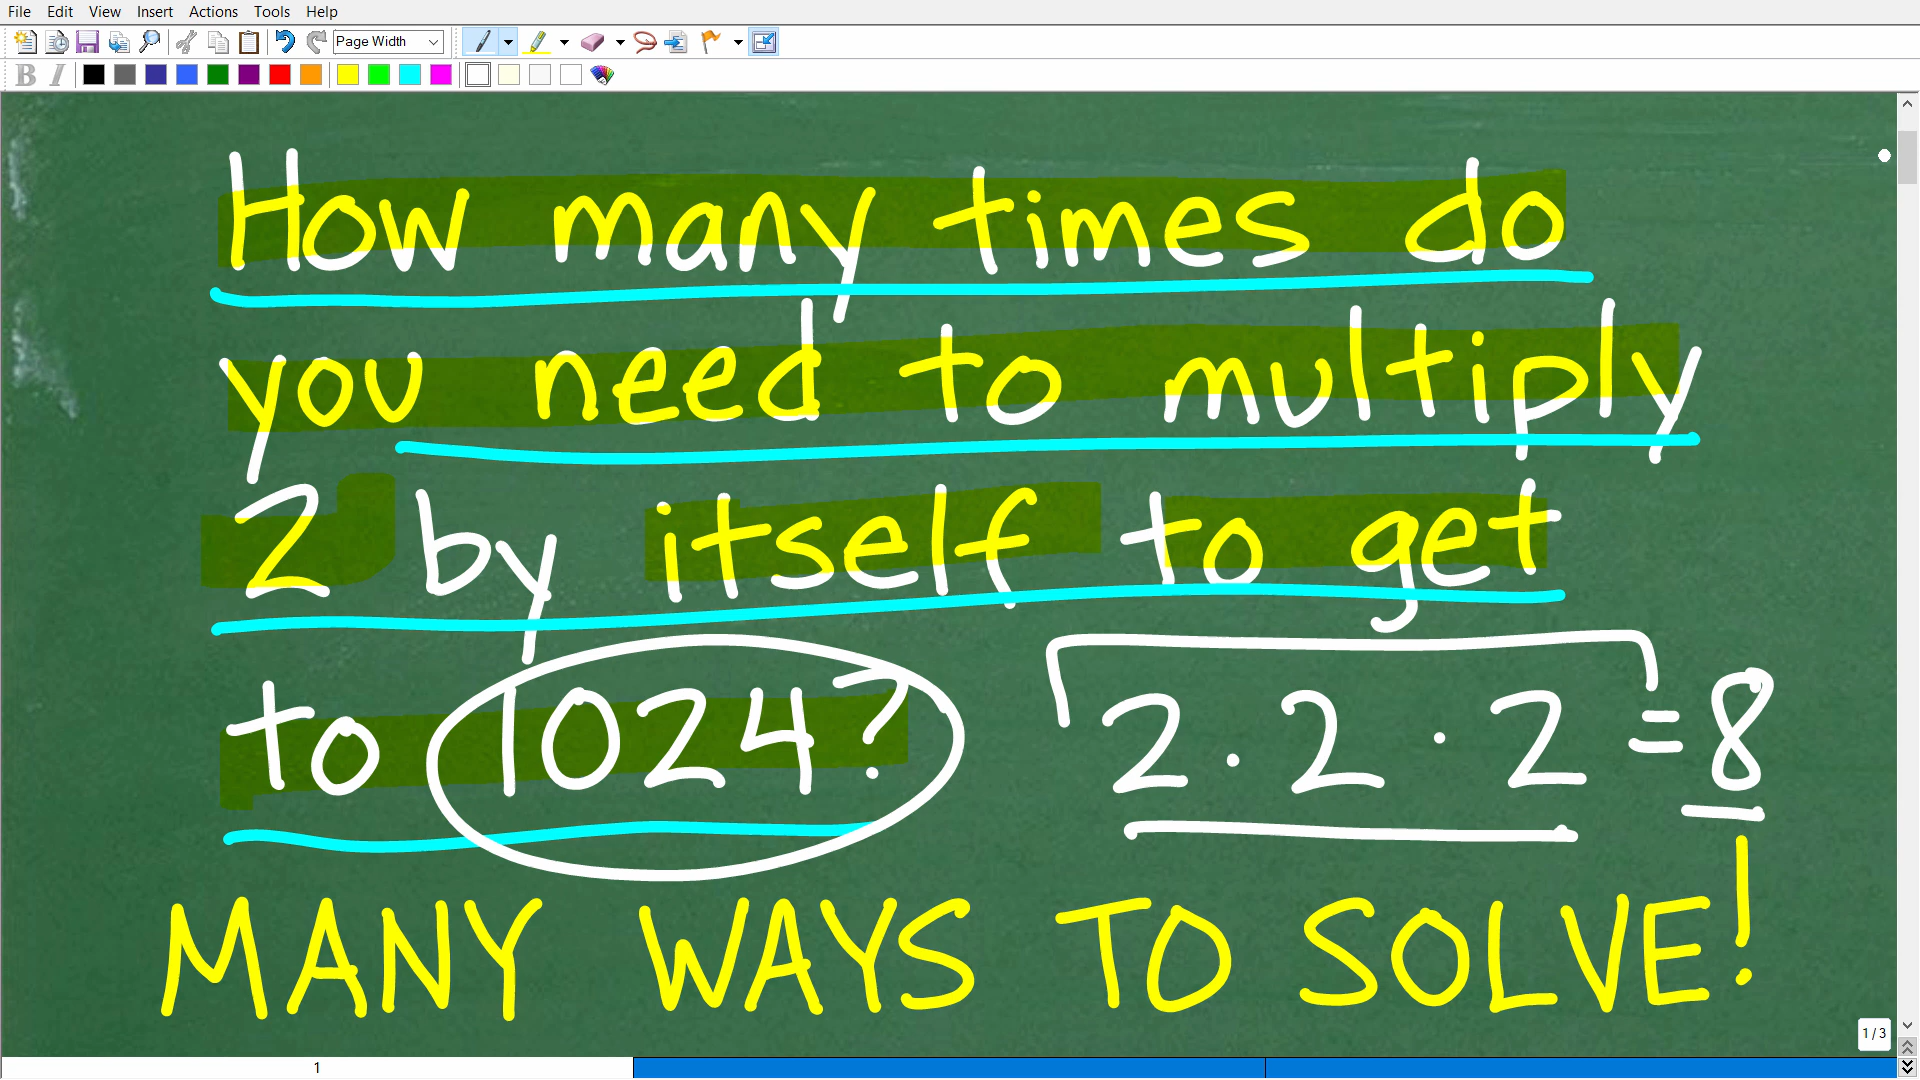 File Edit View Insert Actions Tools Help
Page Width
B I
How many times do
you need to multiply
2 by itself to get
to 1024? 2 · 2 · 2 = 8
MANY WAYS TO SOLVE!
1 / 3
1